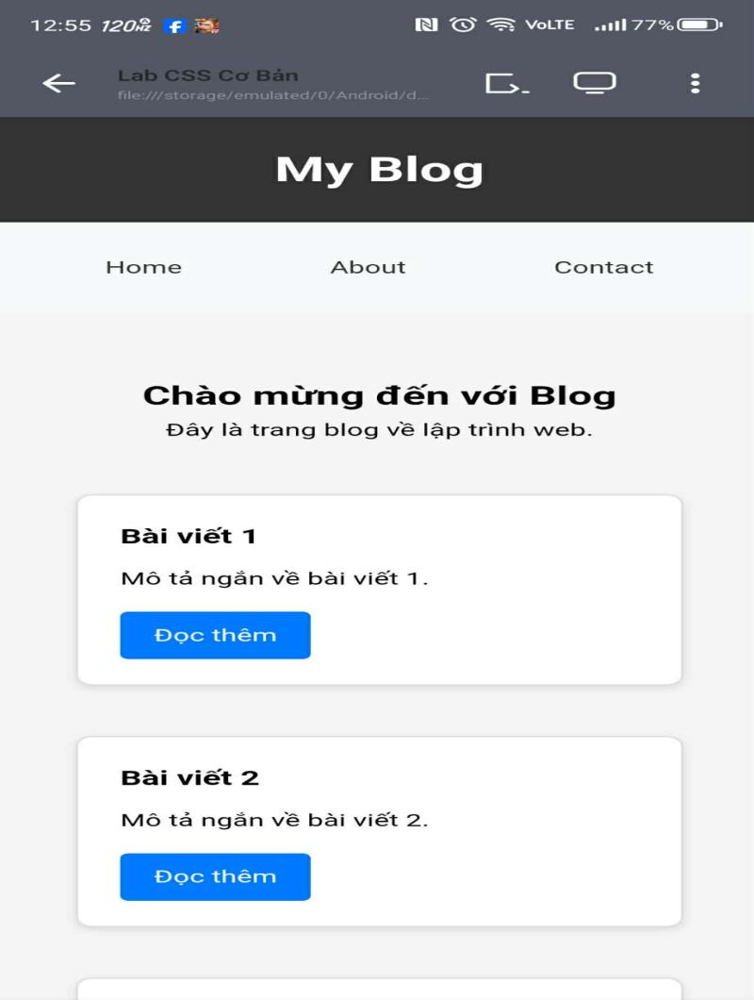 12:55 120HZ VoLTE 77%
Lab CSS Cơ Bản
file:///storage/emulated/0/Android/d...
My Blog
Home About Contact
Chào mừng đến với Blog
Đây là trang blog về lập trình web.
Bài viết 1
Mô tả ngắn về bài viết 1.
Đọc thêm
Bài viết 2
Mô tả ngắn về bài viết 2.
Đọc thêm